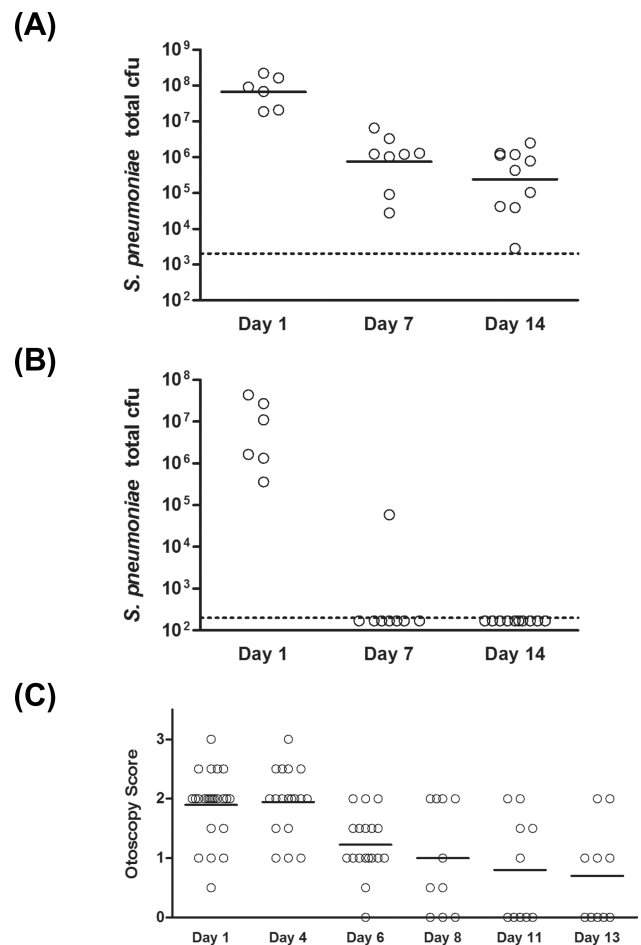 (A)
S. pneumoniae total cfu
10⁹
10⁸
10⁷
10⁶
10⁵
10⁴
10³
10²
Day 1 Day 7 Day 14
(B)
S. pneumoniae total cfu
10⁸
10⁷
10⁶
10⁵
10⁴
10³
10²
Day 1 Day 7 Day 14
(C)
Otoscopy Score
3
2
1
0
Day 1 Day 4 Day 6 Day 8 Day 11 Day 13